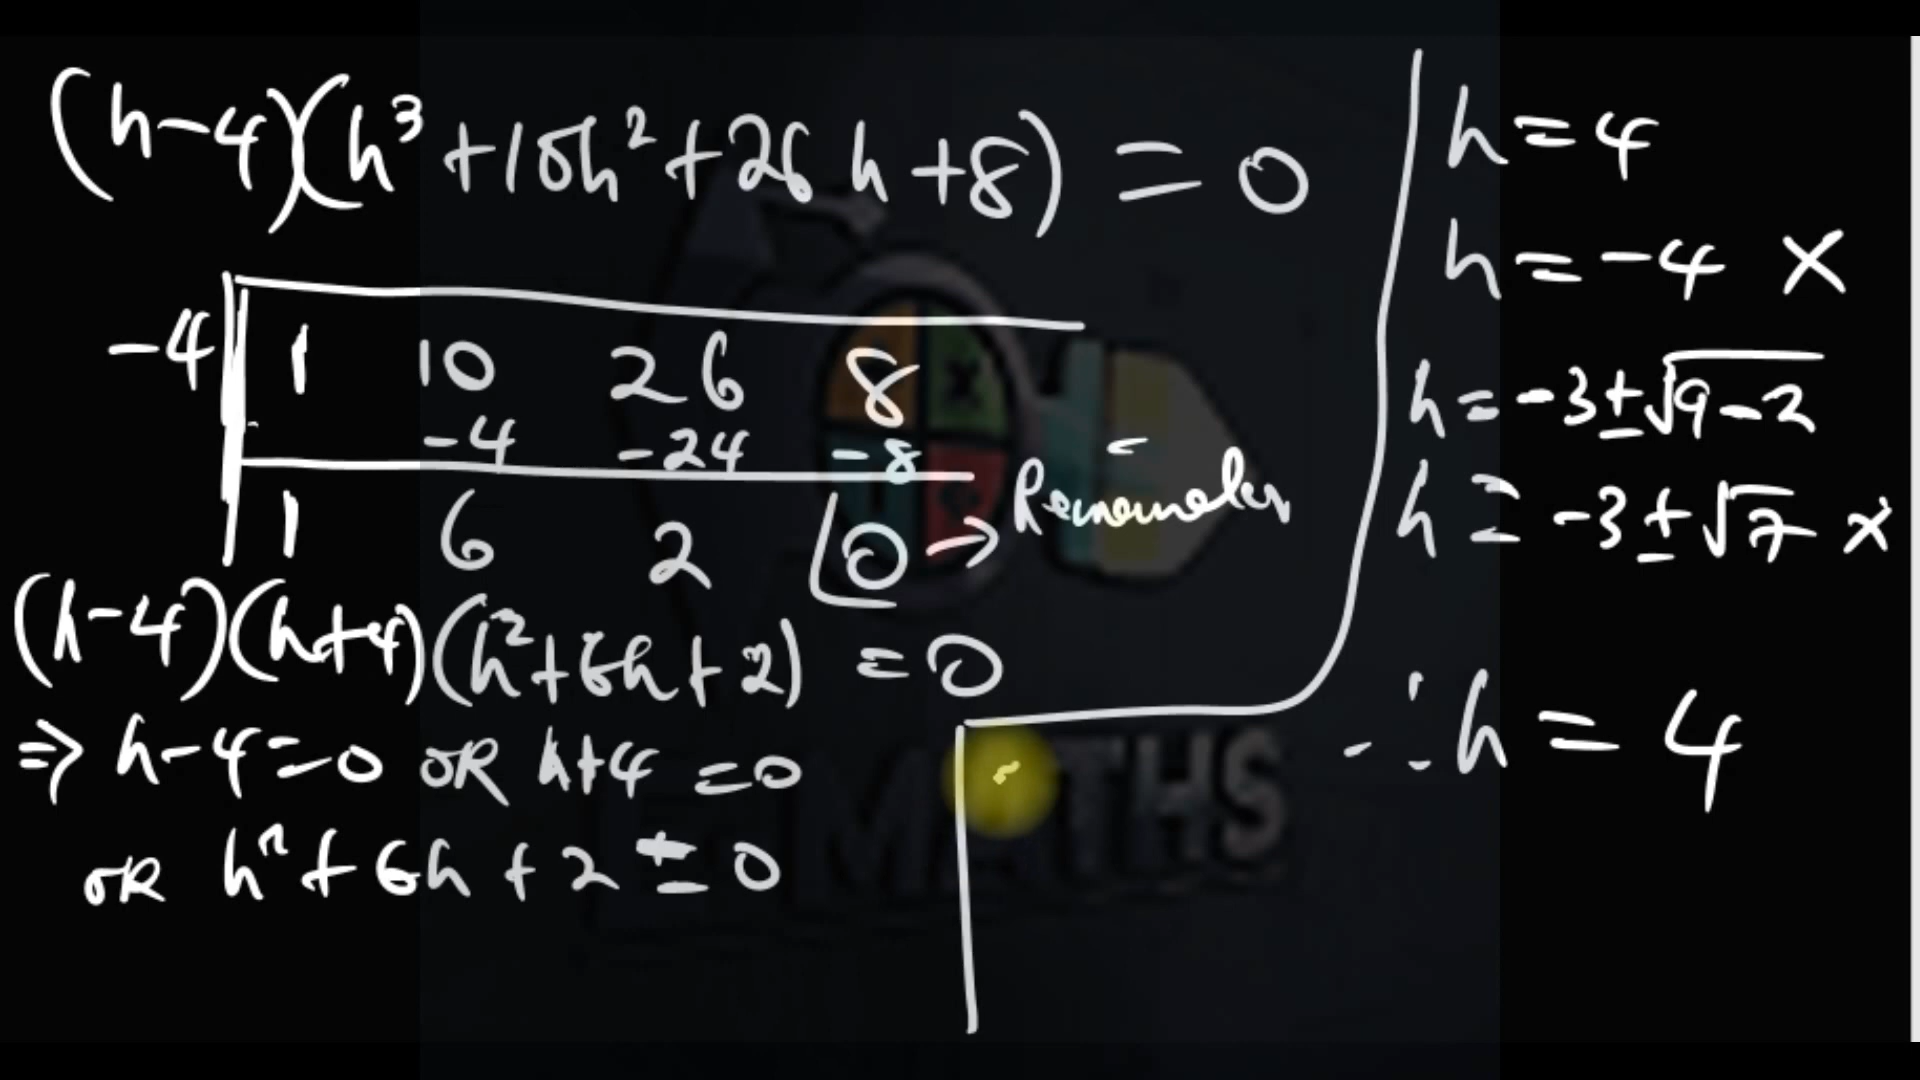 (h-4)(h³+10h²+26h+8) = 0
-4 | 1 10 26 8
-4 -24 -8
1 6 2 |0 → Remainder
(h-4)(h+4)(h²+6h+2) = 0
⇒ h-4=0 OR h+4=0
OR h²+6h+2 ± 0
h=4
h=-4 ×
h=-3±√9-2
h=-3±√7 ×
∴ h = 4
MATHS